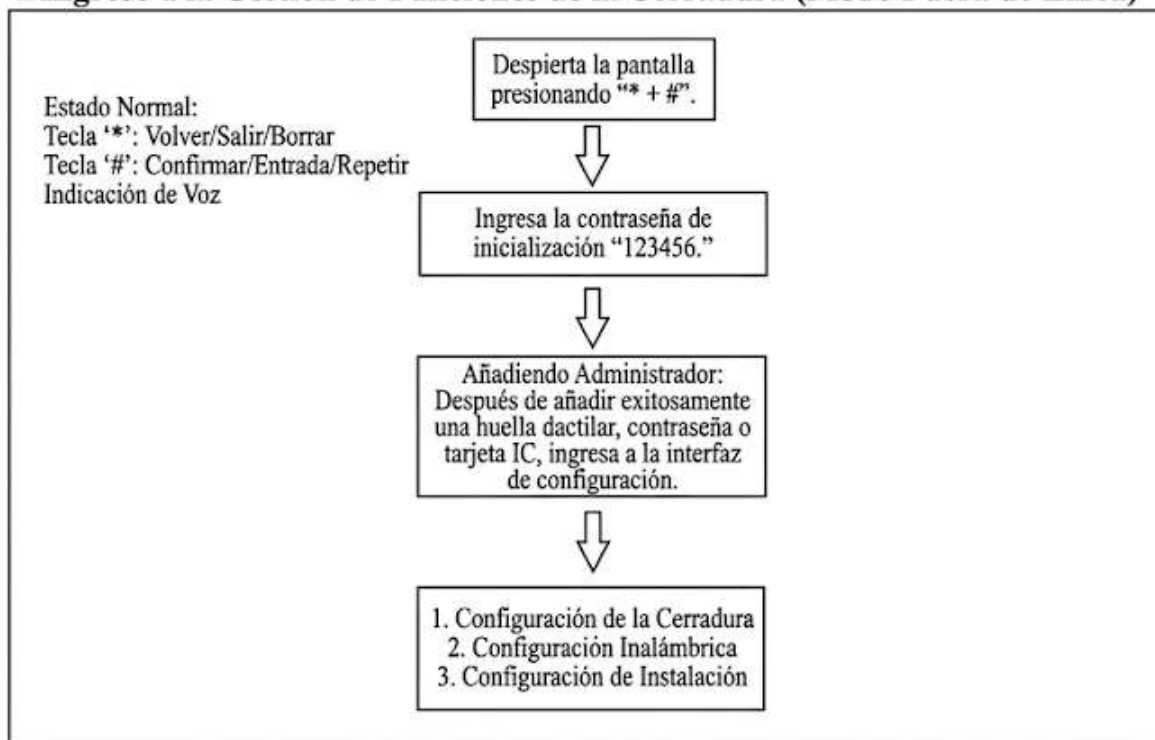 Despierta la pantalla
presionando “* + #”.
Estado Normal:
Tecla ‘*’: Volver/Salir/Borrar
Tecla ‘#’: Confirmar/Entrada/Repetir
Indicación de Voz
Ingresa la contraseña de
inicialización “123456.”
Añadiendo Administrador:
Después de añadir exitosamente
una huella dactilar, contraseña o
tarjeta IC, ingresa a la interfaz
de configuración.
1. Configuración de la Cerradura
2. Configuración Inalámbrica
3. Configuración de Instalación